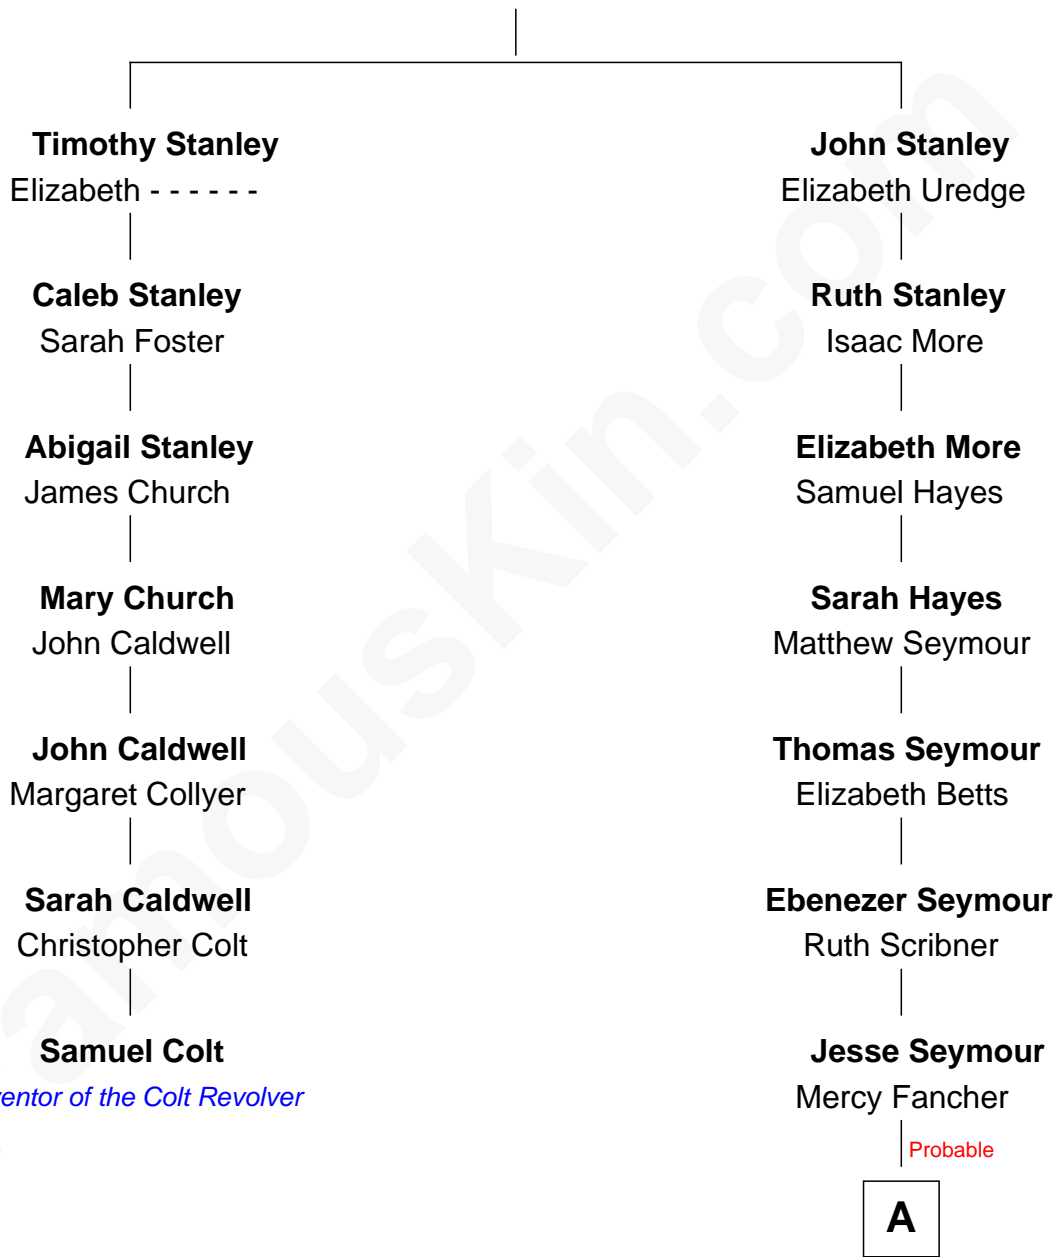 Timothy Stanley
Elizabeth - - - - - -
John Stanley
Elizabeth Uredge
Caleb Stanley
Sarah Foster
Ruth Stanley
Isaac More
Abigail Stanley
James Church
Elizabeth More
Samuel Hayes
Mary Church
John Caldwell
Sarah Hayes
Matthew Seymour
John Caldwell
Margaret Collyer
Thomas Seymour
Elizabeth Betts
Sarah Caldwell
Christopher Colt
Ebenezer Seymour
Ruth Scribner
Samuel Colt
entor of the Colt Revolver
Jesse Seymour
Mercy Fancher
Probable
A
amouskin.com